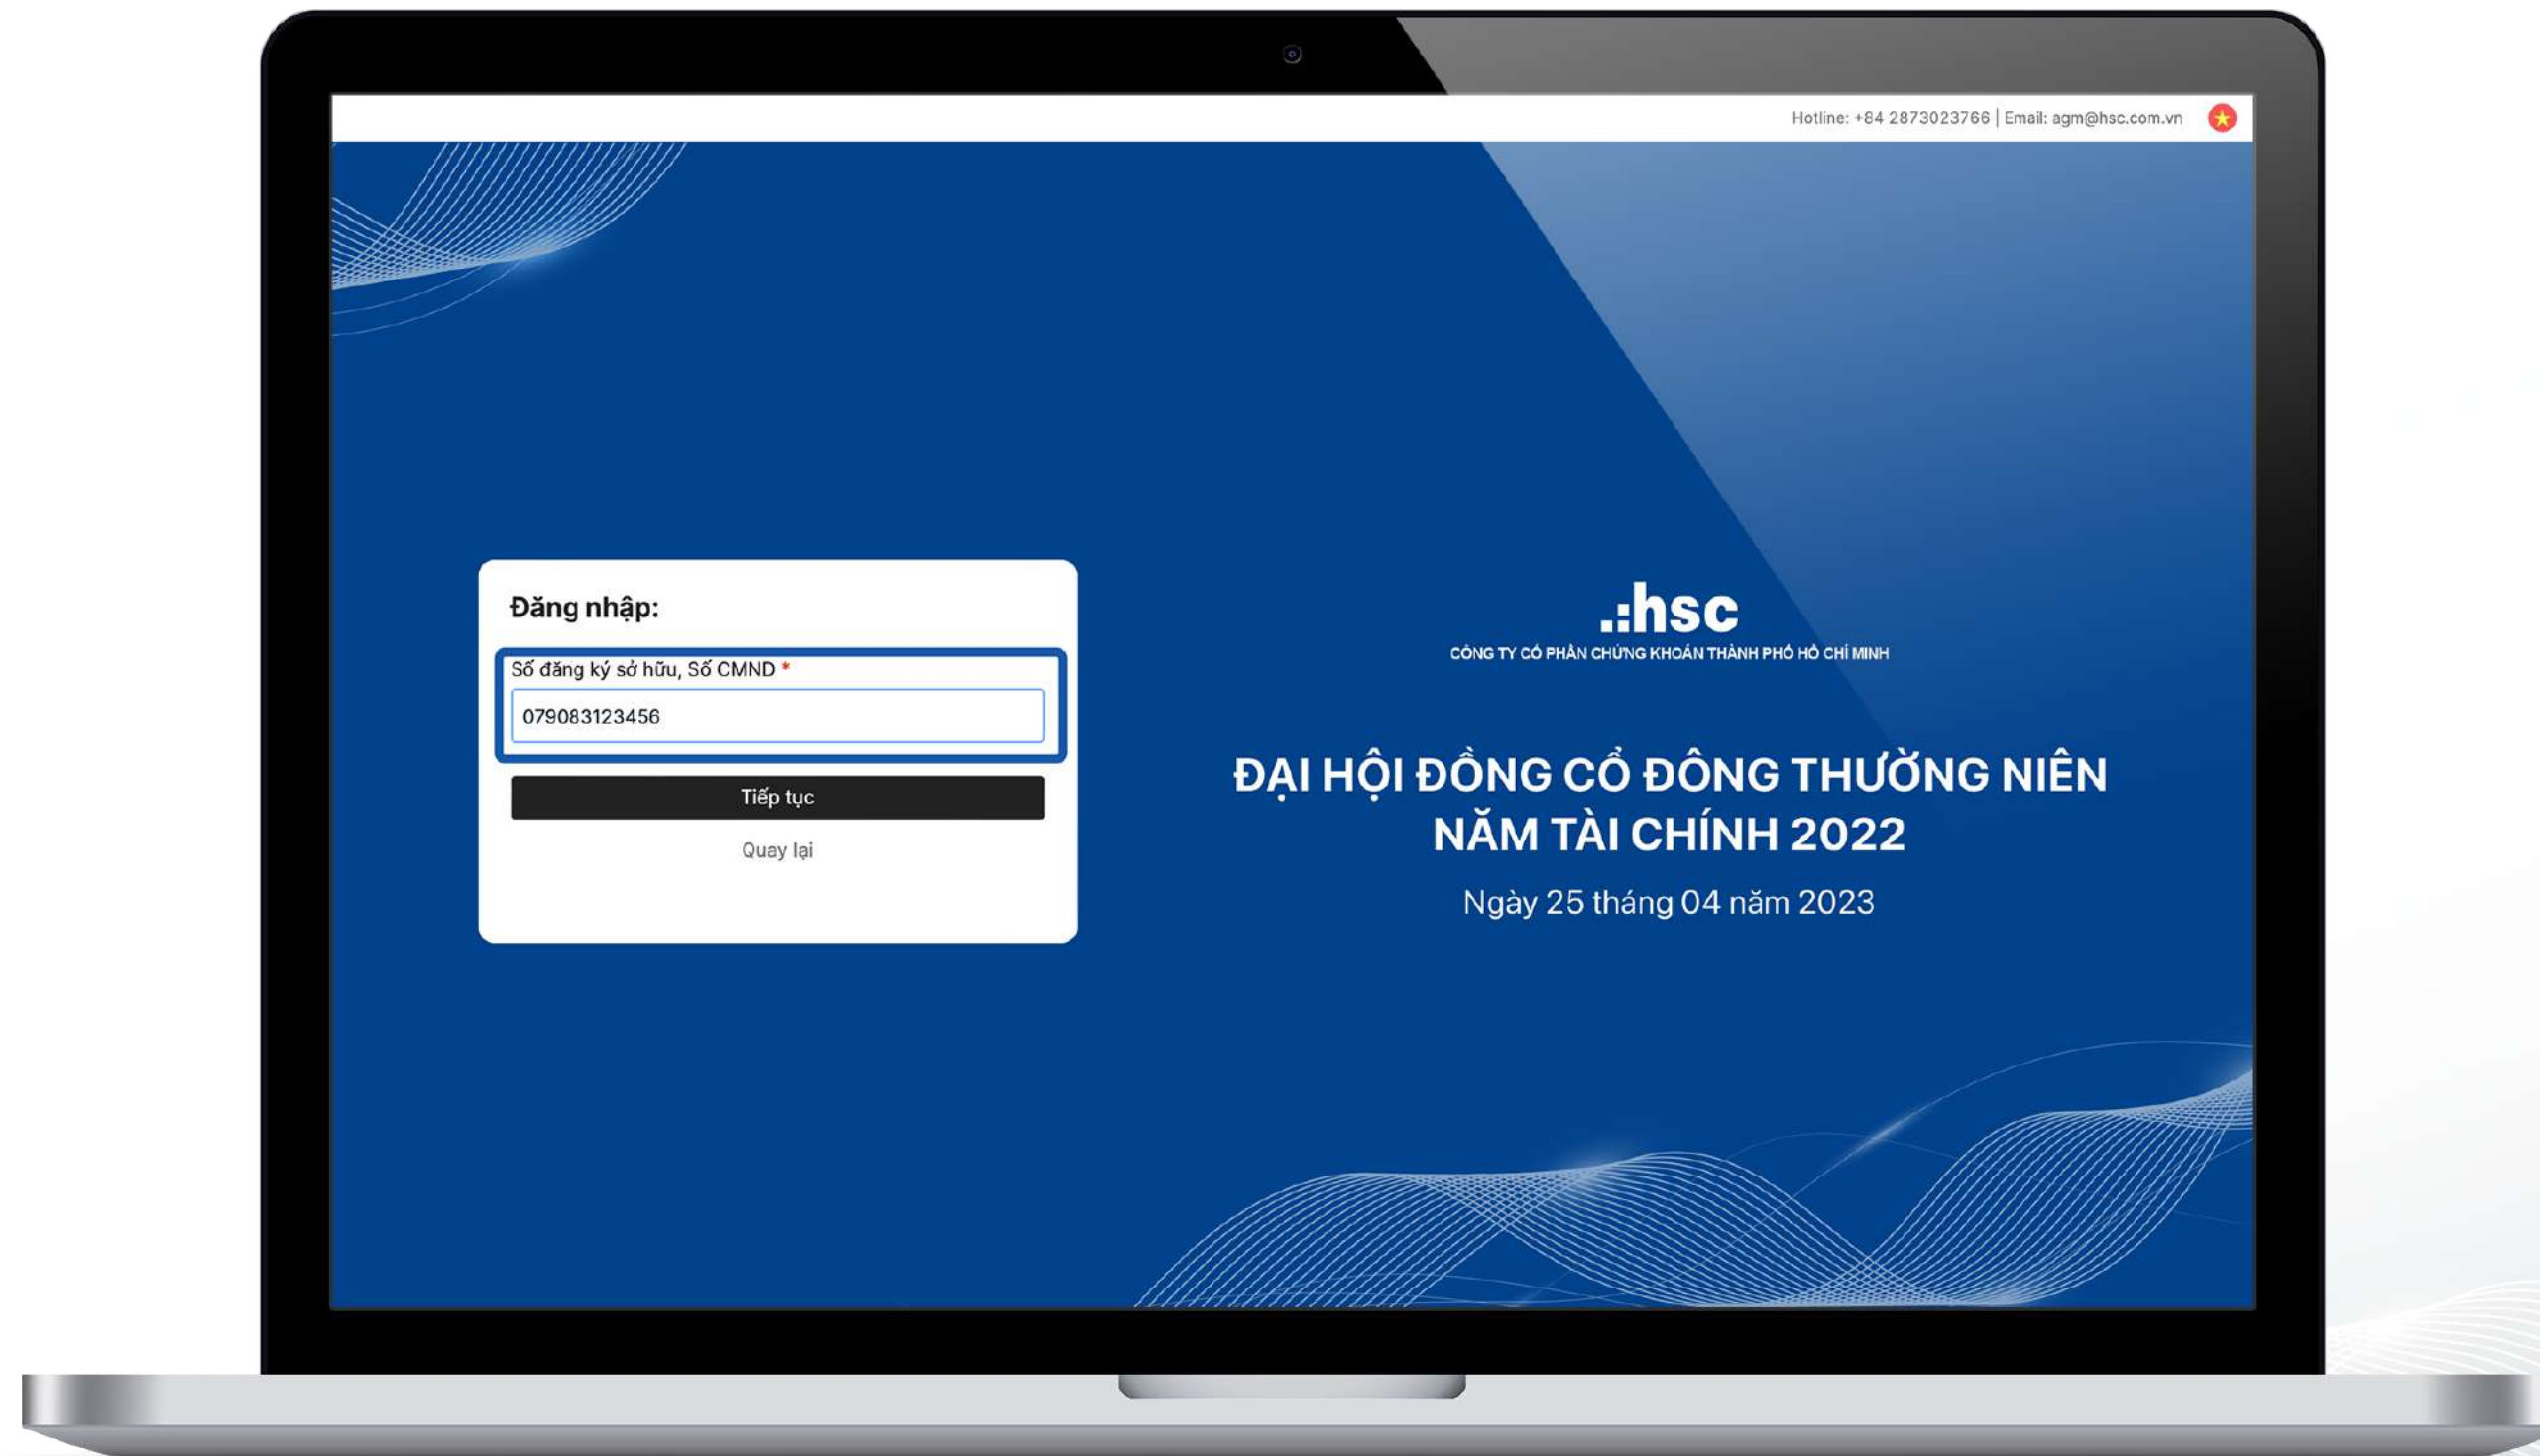 Hotline: +84 2873023766 | Email: agm@hsc.com.vn
Đăng nhập:
Số đăng ký sở hữu, Số CMND *
079083123456
Tiếp tục
Quay lại
.:hsc
CÔNG TY CỔ PHẦN CHỨNG KHOÁN THÀNH PHỐ HỒ CHÍ MINH
ĐẠI HỘI ĐỒNG CỔ ĐÔNG THƯỜNG NIÊN
NĂM TÀI CHÍNH 2022
Ngày 25 tháng 04 năm 2023